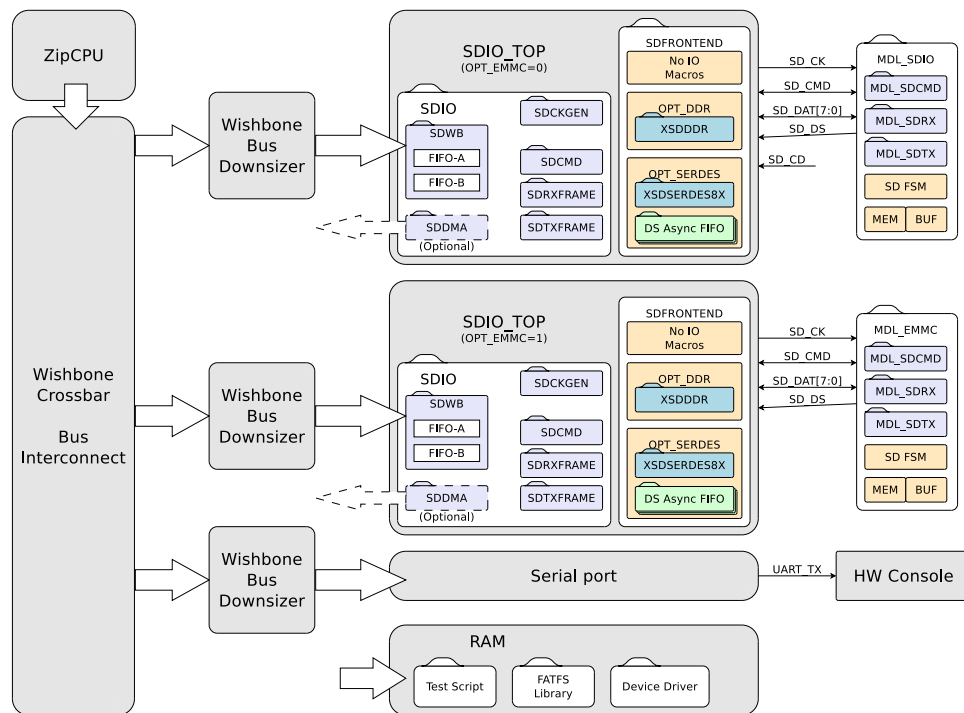 ZipCPU
Wishbone
Crossbar
Bus
Interconnect
Wishbone
Bus
Downsizer
SDIO_TOP
(OPT_EMMC=0)
SDIO
SDWB
FIFO-A
FIFO-B
SDDMA
(Optional)
SDCKGEN
SDCMD
SDRXFRAME
SDTXFRAME
SDFRONTEND
No IO
Macros
OPT_DDR
XSDDDR
OPT_SERDES
XSDSERDES8X
DS Async FIFO
SD_CK
SD_CMD
SD_DAT[7:0]
SD_DS
SD_CD
MDL_SDIO
MDL_SDCMD
MDL_SDRX
MDL_SDTX
SD FSM
MEM
BUF
Wishbone
Bus
Downsizer
SDIO_TOP
(OPT_EMMC=1)
SDIO
SDWB
FIFO-A
FIFO-B
SDDMA
(Optional)
SDCKGEN
SDCMD
SDRXFRAME
SDTXFRAME
SDFRONTEND
No IO
Macros
OPT_DDR
XSDDDR
OPT_SERDES
XSDSERDES8X
DS Async FIFO
SD_CK
SD_CMD
SD_DAT[7:0]
SD_DS
MDL_EMMC
MDL_SDCMD
MDL_SDRX
MDL_SDTX
SD FSM
MEM
BUF
Wishbone
Bus
Downsizer
Serial port
UART_TX
HW Console
RAM
Test Script
FATFS
Library
Device Driver